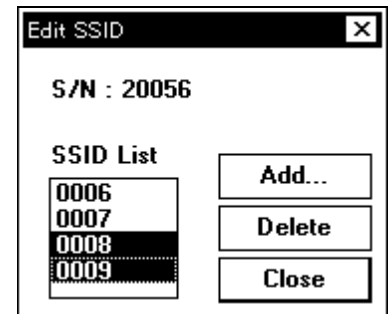 Edit SSID
S/N : 20056
SSID List
0006
0007
0008
0009
Add...
Delete
Close